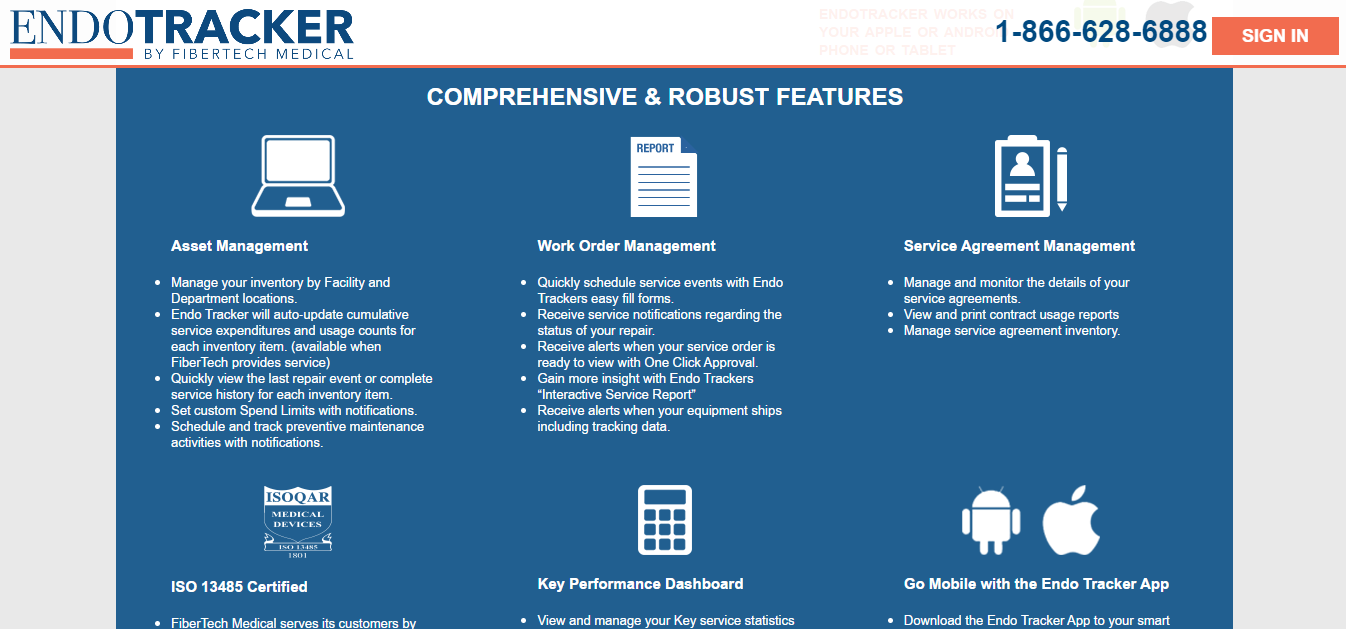 ENDOTRACKER
BY FIBERTECH MEDICAL
ENDOTRACKER WORKS ON
YOUR APPLE OR ANDRO
PHONE OR TABLET
1-866-628-6888
SIGN IN
COMPREHENSIVE & ROBUST FEATURES
REPORT
Asset Management
• Manage your inventory by Facility and
Department locations.
• Endo Tracker will auto-update cumulative
service expenditures and usage counts for
each inventory item. (available when
FiberTech provides service)
• Quickly view the last repair event or complete
service history for each inventory item.
• Set custom Spend Limits with notifications.
• Schedule and track preventive maintenance
activities with notifications.
Work Order Management
• Quickly schedule service events with Endo
Trackers easy fill forms.
• Receive service notifications regarding the
status of your repair.
• Receive alerts when your service order is
ready to view with One Click Approval.
• Gain more insight with Endo Trackers
“Interactive Service Report”
• Receive alerts when your equipment ships
including tracking data.
Service Agreement Management
• Manage and monitor the details of your
service agreements.
• View and print contract usage reports
• Manage service agreement inventory.
ISOQAR
MEDICAL
DEVICES
ISO 13485
1801
ISO 13485 Certified
• FiberTech Medical serves its customers by
Key Performance Dashboard
• View and manage your Key service statistics
Go Mobile with the Endo Tracker App
• Download the Endo Tracker App to your smart